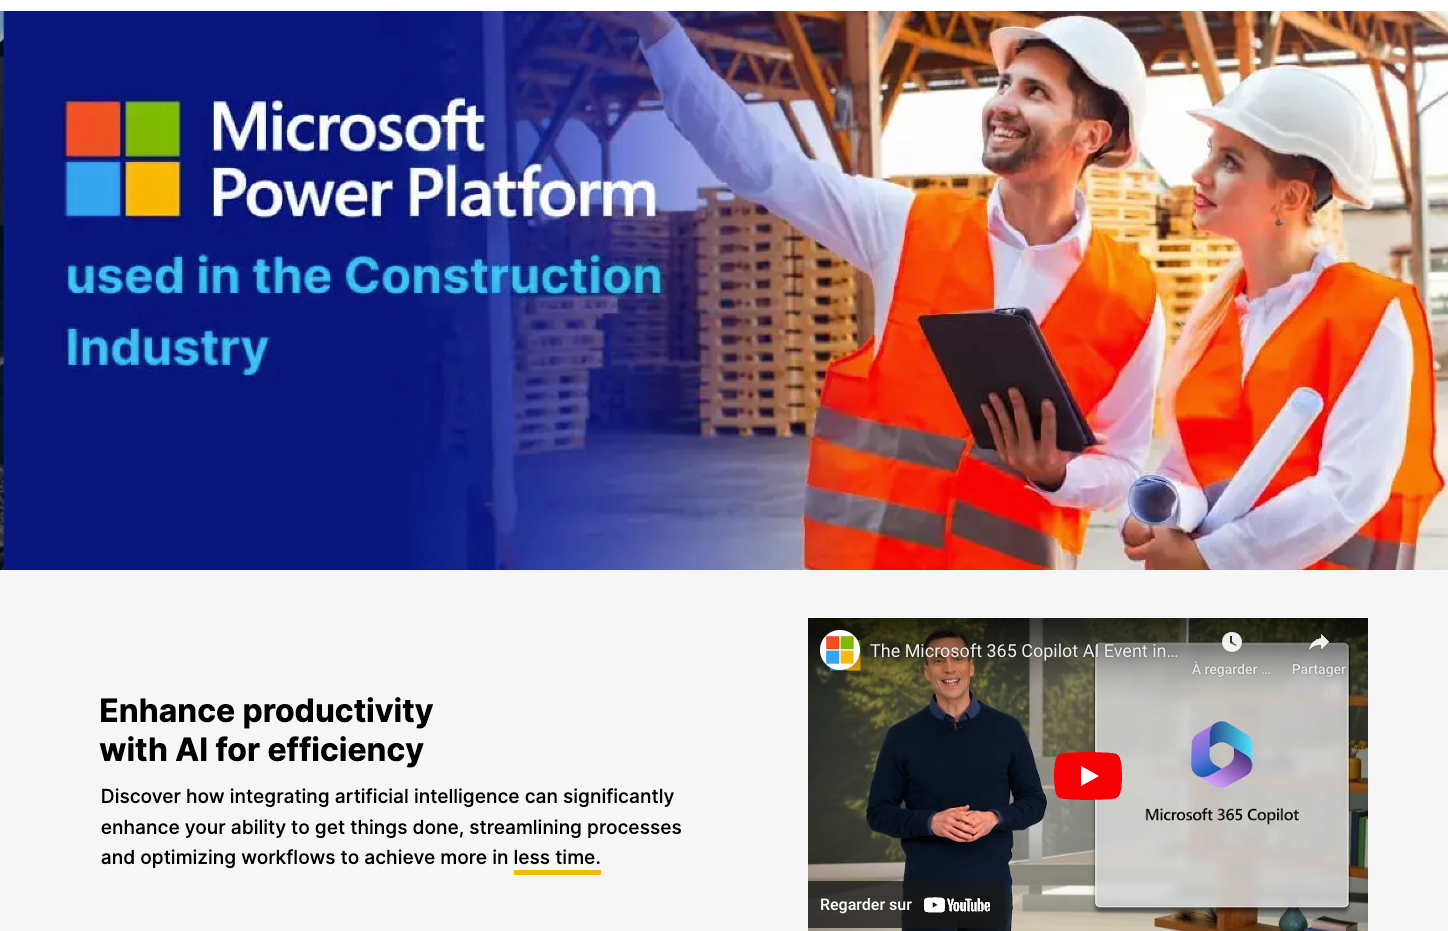 Microsoft
Power Platform
used in the Construction
Industry
Enhance productivity
with AI for efficiency
Discover how integrating artificial intelligence can significantly
enhance your ability to get things done, streamlining processes
and optimizing workflows to achieve more in less time.
The Microsoft 365 Copilot AI Event in...
À regarder ...
Partager
Microsoft 365 Copilot
Regarder sur YouTube